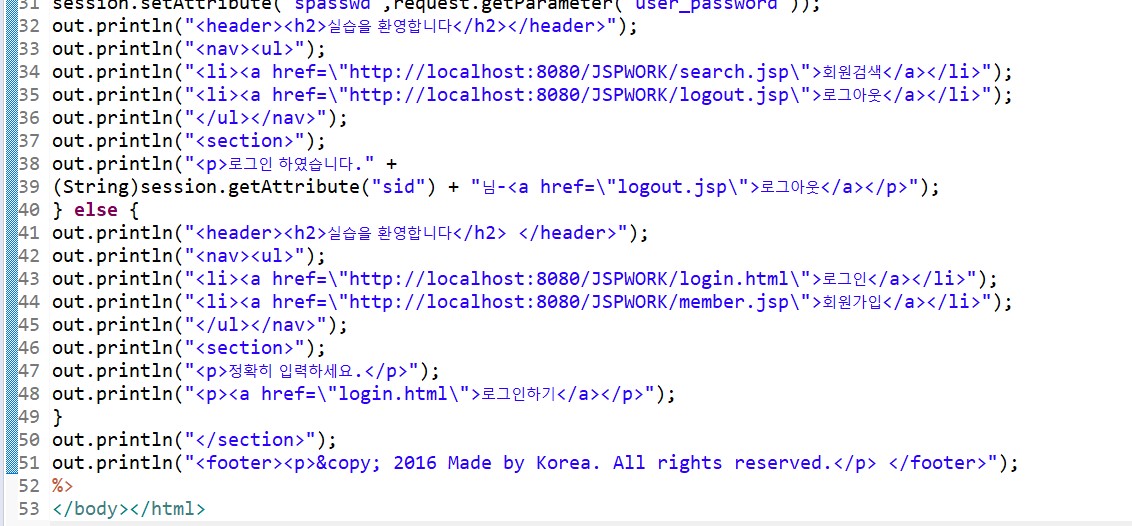 31 session.setAttribute("spasswd",request.getParameter("user_password"));
32 out.println("<header><h2>실습을 환영합니다</h2></header>");
33 out.println("<nav><ul>");
34 out.println("<li><a href=\"http://localhost:8080/JSPWORK/search.jsp\">회원검색</a></li>");
35 out.println("<li><a href=\"http://localhost:8080/JSPWORK/logout.jsp\">로그아웃</a></li>");
36 out.println("</ul></nav>");
37 out.println("<section>");
38 out.println("<p>로그인 하였습니다." +
39 (String)session.getAttribute("sid") + "님-<a href=\"logout.jsp\">로그아웃</a></p>");
40 } else {
41 out.println("<header><h2>실습을 환영합니다</h2> </header>");
42 out.println("<nav><ul>");
43 out.println("<li><a href=\"http://localhost:8080/JSPWORK/login.html\">로그인</a></li>");
44 out.println("<li><a href=\"http://localhost:8080/JSPWORK/member.jsp\">회원가입</a></li>");
45 out.println("</ul></nav>");
46 out.println("<section>");
47 out.println("<p>정확히 입력하세요.</p>");
48 out.println("<p><a href=\"login.html\">로그인하기</a></p>");
49 }
50 out.println("</section>");
51 out.println("<footer><p>&copy; 2016 Made by Korea. All rights reserved.</p> </footer>");
52 %>
53 </body></html>